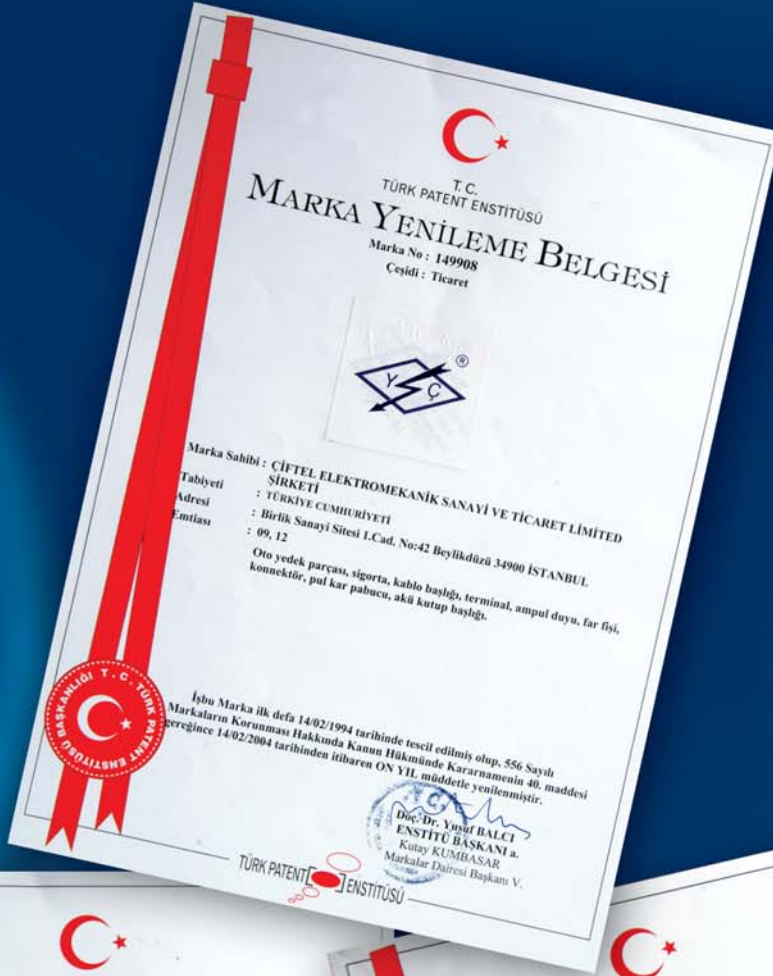 T.C.
TÜRK PATENT ENSTİTÜSÜ
MARKA YENİLEME BELGESİ
Marka No : 149908
Çeşidi : Ticaret
®
Y Ç
Marka Sahibi : ÇİFTEL ELEKTROMEKANİK SANAYİ VE TİCARET LİMİTED
ŞİRKETİ
Tabiyeti : TÜRKİYE CUMHURİYETİ
Adresi : Birlik Sanayi Sitesi 1.Cad. No:42 Beylikdüzü 34900 İSTANBUL
Emtiası : 09, 12
Oto yedek parçası, sigorta, kablo başlığı, terminal, ampul duyu, far fişi,
konnektör, pul kar pabucu, akü kutup başlığı.
İşbu Marka ilk defa 14/02/1994 tarihinde tescil edilmiş olup, 556 Sayılı
Markaların Korunması Hakkında Kanun Hükmünde Kararnamenin 40. maddesi
gereğince 14/02/2004 tarihinden itibaren ON YIL müddetle yenilenmiştir.
T.C. TÜRK PATENT ENSTİTÜSÜ BAŞKANLIĞI
Doç. Dr. Yusuf BALCI
ENSTİTÜ BAŞKANI a.
Kutay KUMBASAR
Markalar Dairesi Başkanı V.
TÜRK PATENT ENSTİTÜSÜ